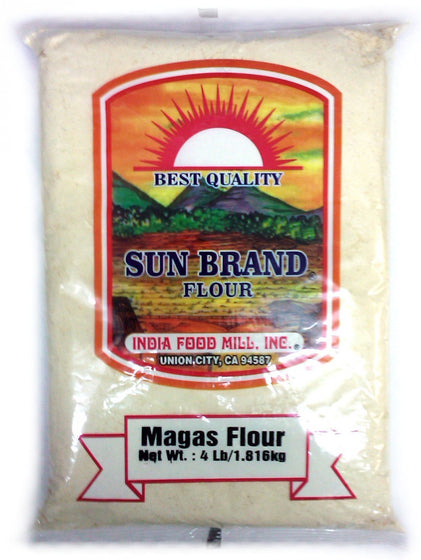 BEST QUALITY
SUN BRAND
FLOUR
INDIA FOOD MILL, INC.®
UNION CITY, CA 94587
Magas Flour
Net Wt. : 4 Lb/1.816kg